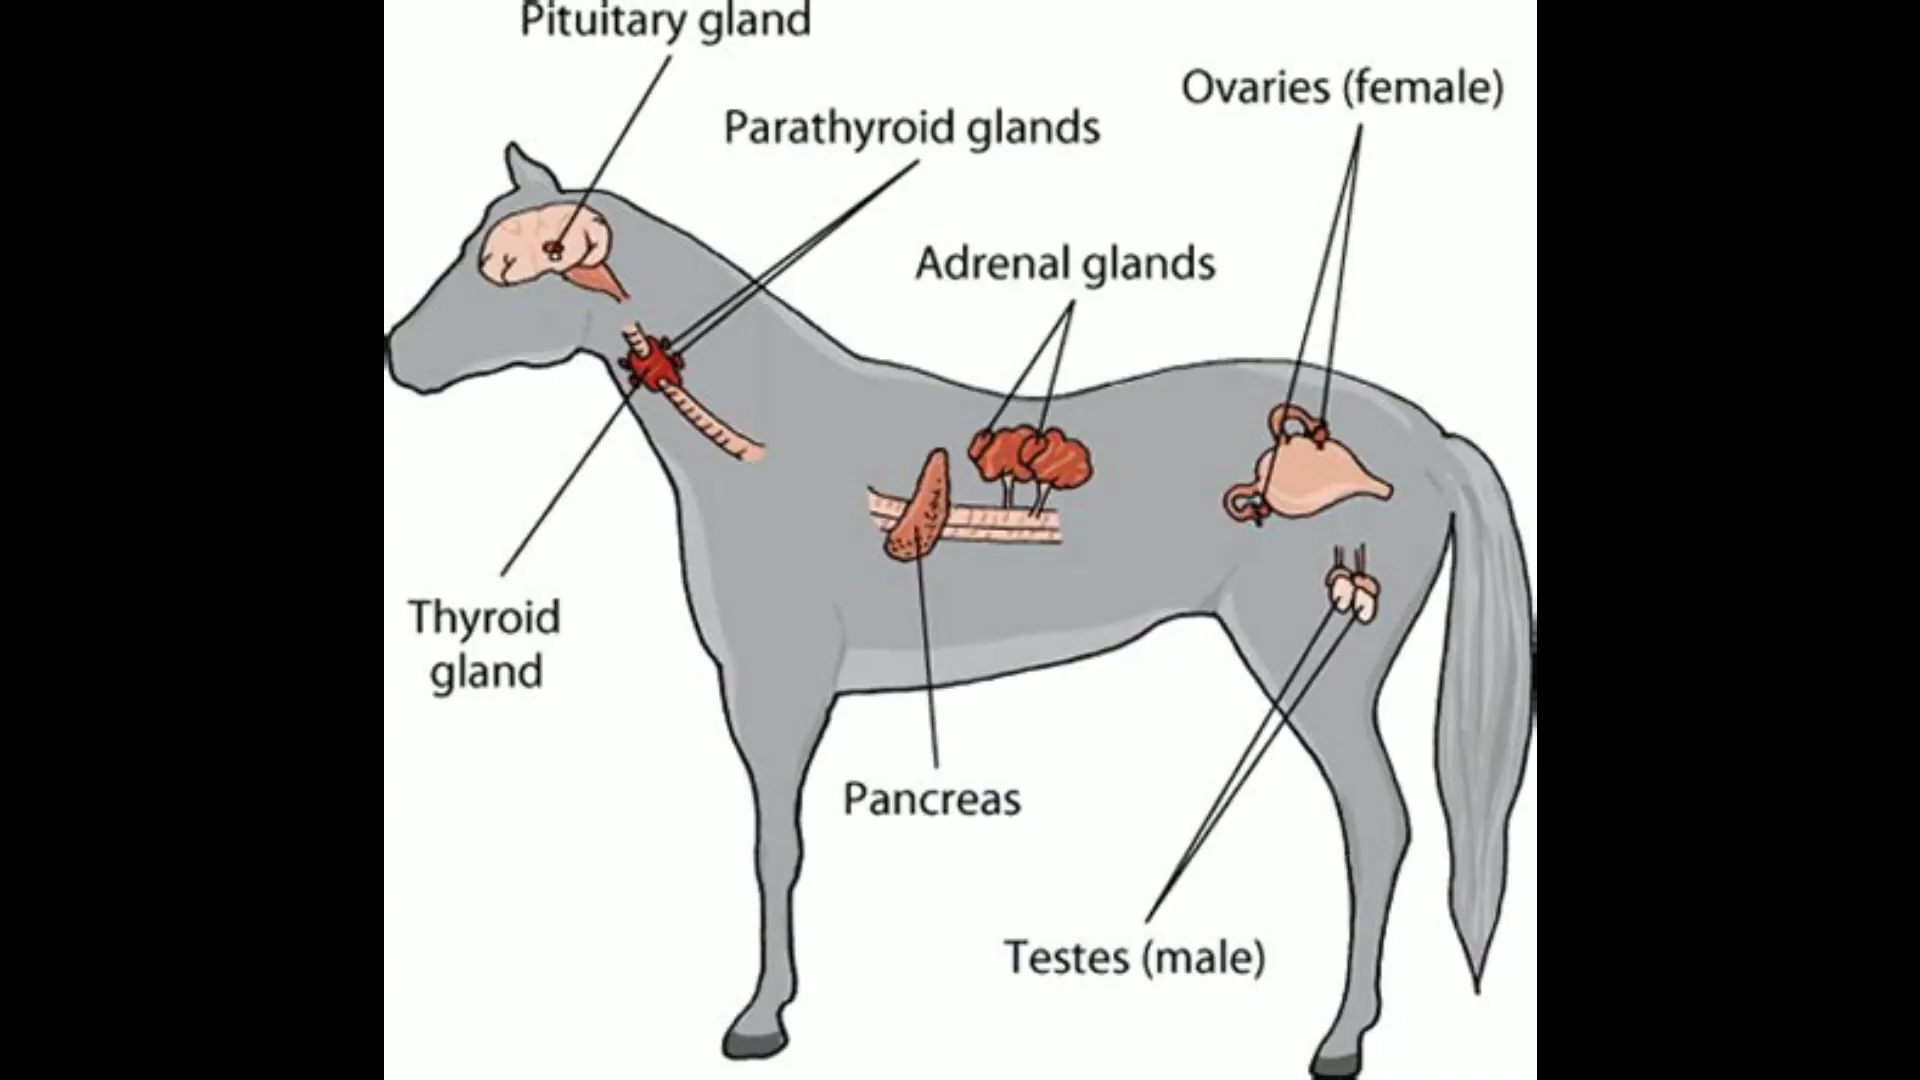 Pituitary gland
Ovaries (female)
Parathyroid glands
Adrenal glands
Thyroid
gland
Pancreas
Testes (male)